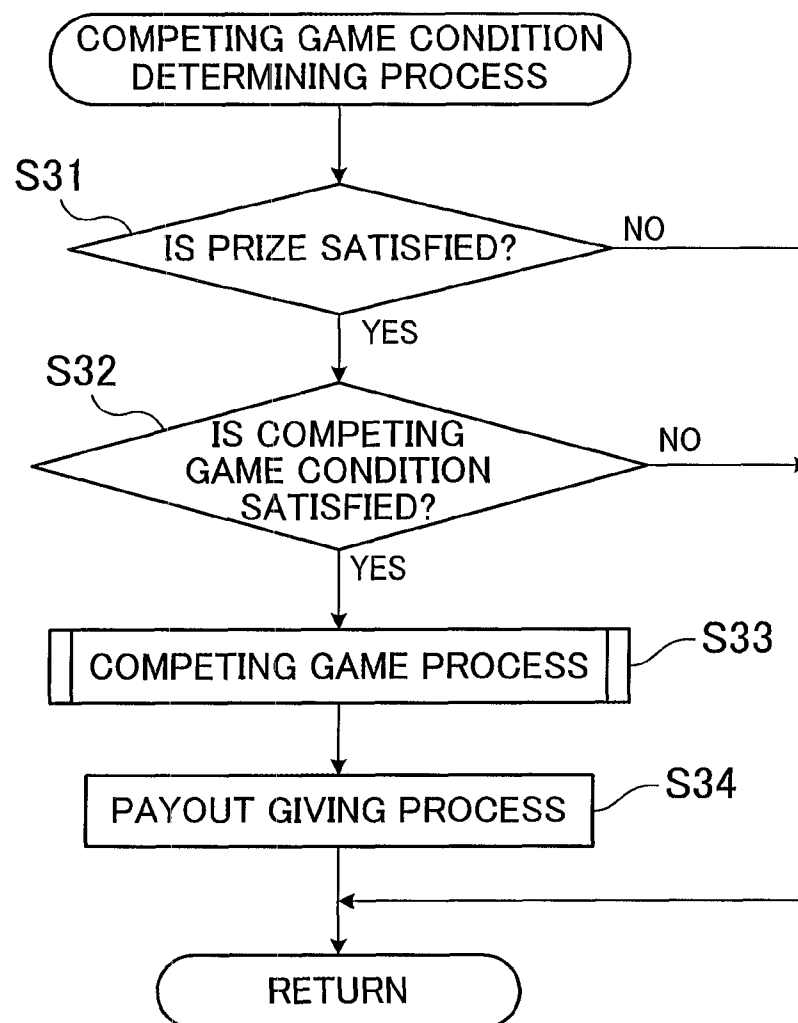 COMPETING GAME CONDITION
DETERMINING PROCESS
S31
IS PRIZE SATISFIED?
NO
YES
S32
IS COMPETING
GAME CONDITION
SATISFIED?
NO
YES
COMPETING GAME PROCESS
S33
PAYOUT GIVING PROCESS
S34
RETURN